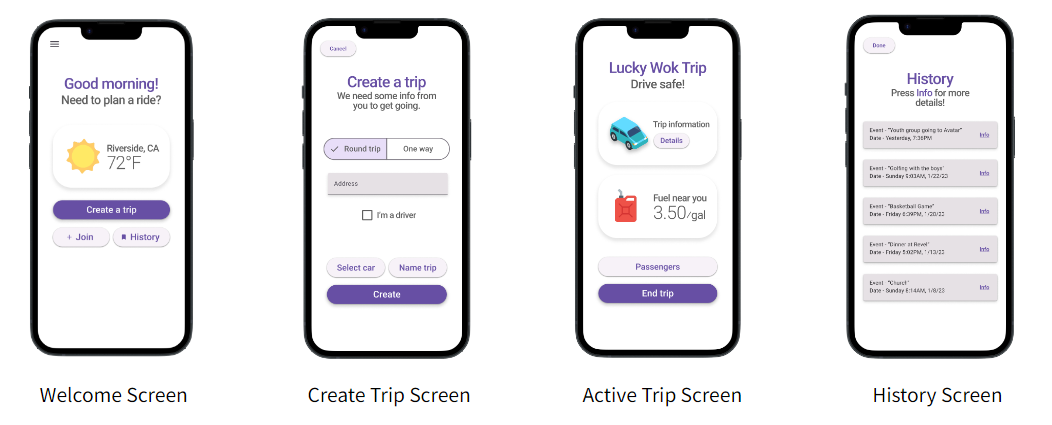 Good morning!
Need to plan a ride?
Riverside, CA
72°F
Create a trip
+ Join
History
Welcome Screen
Cancel
Create a trip
We need some info from
you to get going.
Round trip
One way
Address
I'm a driver
Select car
Name trip
Create
Create Trip Screen
Lucky Wok Trip
Drive safe!
Trip information
Details
Fuel near you
3.50/gal
Passengers
End trip
Active Trip Screen
Done
History
Press Info for more
details!
Event - "Youth group going to Avatar"
Date - Yesterday, 7:36PM
Info
Event - "Golfing with the boys"
Date - Sunday 9:03AM, 1/22/23
Info
Event - "Basketball Game"
Date - Friday 6:39PM, 1/20/23
Info
Event - "Dinner at Revel"
Date - Friday 5:02PM, 1/13/23
Info
Event - "Church"
Date - Sunday 8:14AM, 1/8/23
Info
History Screen